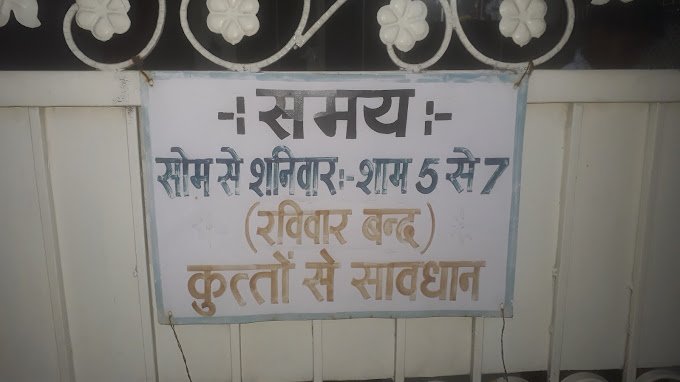 -: समय :-
सोम से शनिवार:- शाम 5 से 7
(रविवार बन्द)
कुत्तों से सावधान